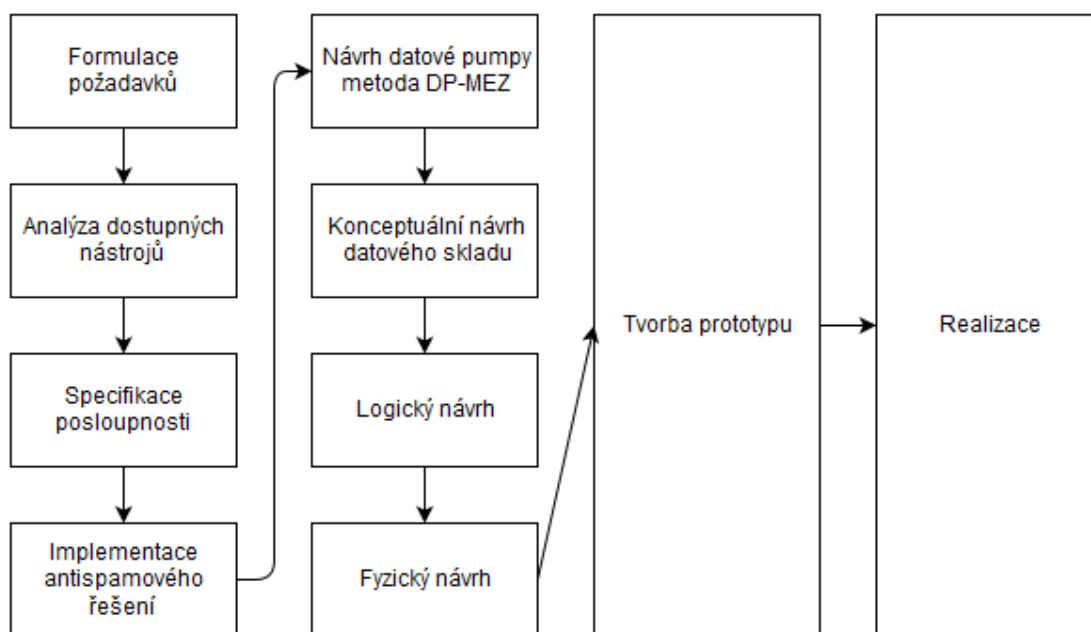 Formulace
požadavků
Analýza dostupných
nástrojů
Specifikace
posloupnosti
Implementace
antispamového
řešení
Návrh datové pumpy
metoda DP-MEZ
Konceptuální návrh
datového skladu
Logický návrh
Fyzický návrh
Tvorba prototypu
Realizace